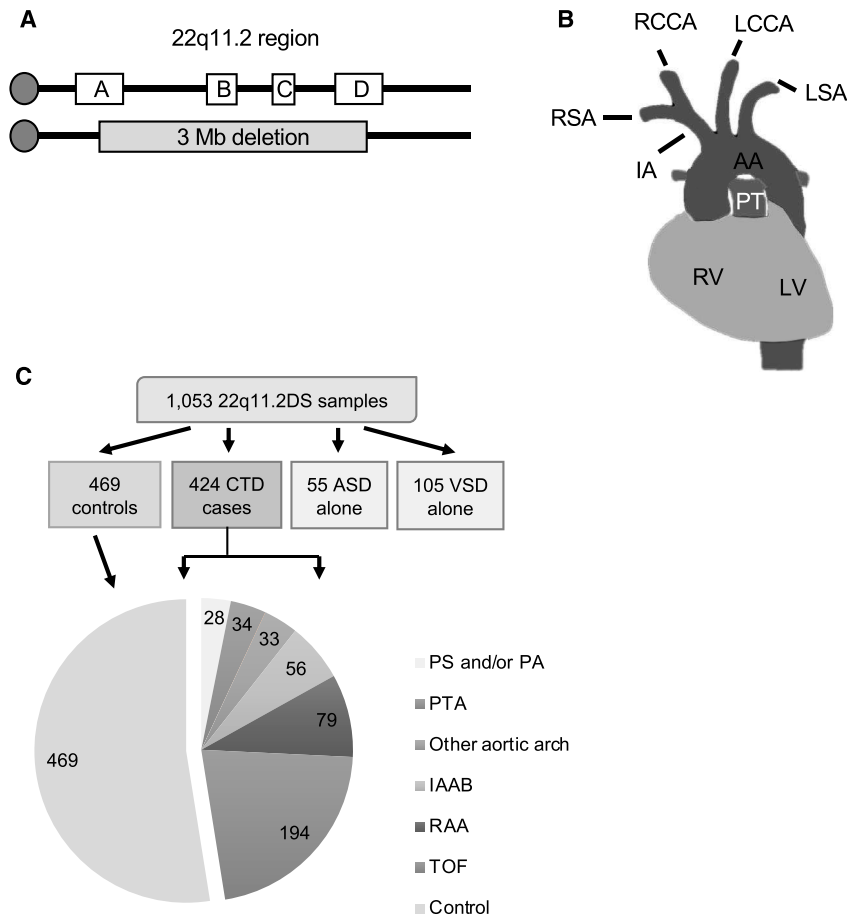 A
22q11.2 region
A B C D
3 Mb deletion
B
RCCA LCCA
LSA
RSA
IA
AA
PT
RV
LV
C
1,053 22q11.2DS samples
469
controls
424 CTD
cases
55 ASD
alone
105 VSD
alone
28
34
33
56
79
194
469
PS and/or PA
PTA
Other aortic arch
IAAB
RAA
TOF
Control